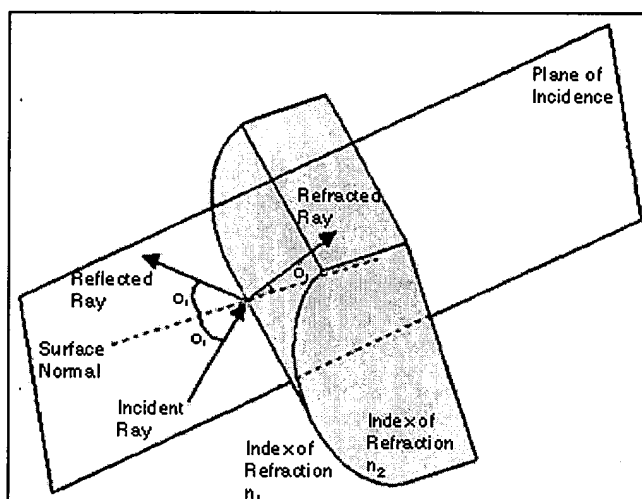 Plane of
Incidence
Refracted
Ray
Reflected
Ray
Surface
Normal
Incident
Ray
Index of
Refraction
n₁
Index of
Refraction
n₂